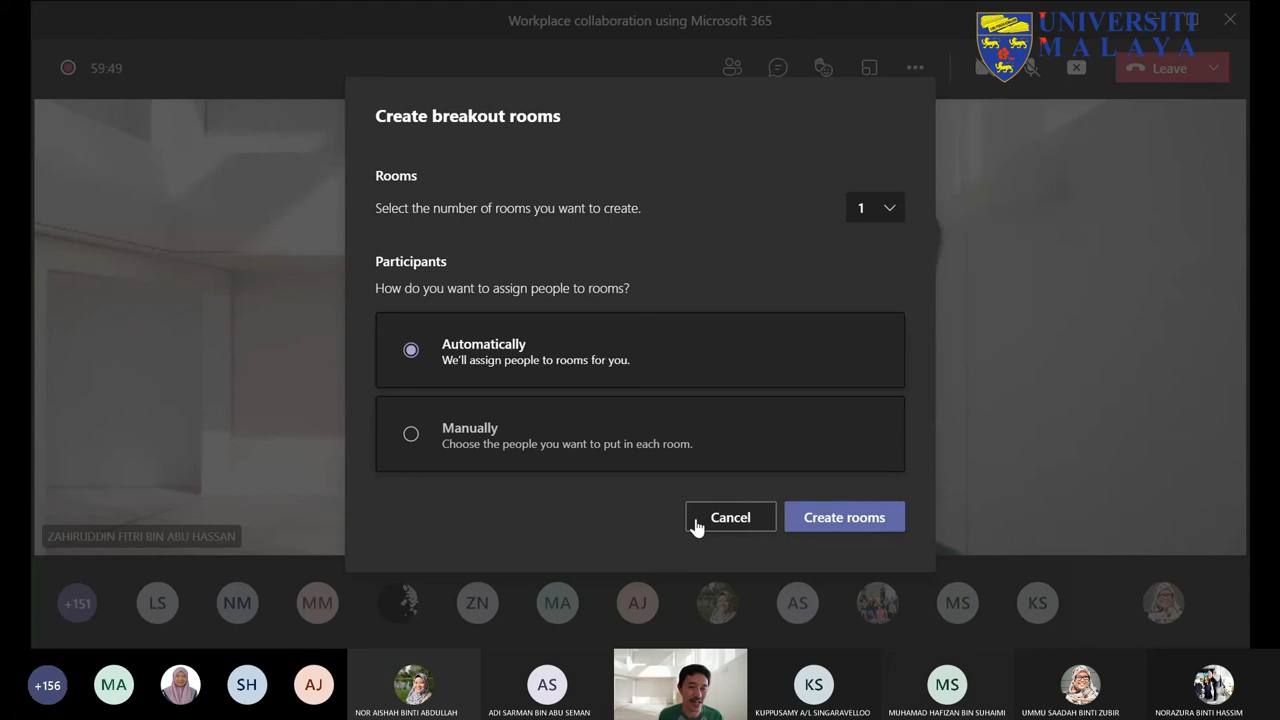 Workplace collaboration using Microsoft 365
UNIVERSITI
MALAYA
59:49
Leave
Create breakout rooms
Rooms
Select the number of rooms you want to create.
1
Participants
How do you want to assign people to rooms?
Automatically
We'll assign people to rooms for you.
Manually
Choose the people you want to put in each room.
Cancel
Create rooms
ZAHIRUDDIN FITRI BIN ABU HASSAN
+151
LS
NM
MM
ZN
MA
AJ
AS
MS
KS
+156
MA
SH
AJ
AS
KS
MS
NOR AISHAH BINTI ABDULLAH
ADI SARMAN BIN ABU SEMAN
KUPPUSAMY A/L SINGARAVELLOO
MUHAMAD HAFIZAN BIN SUHAIMI
UMMU SAADAH BINTI ZUBIR
NORAZURA BINTI HASSIM